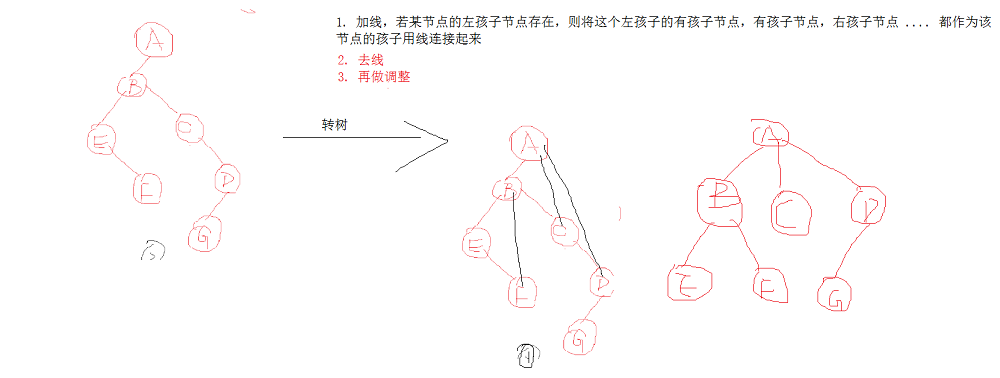 1. 加线，若某节点的左孩子节点存在，则将这个左孩子的有孩子节点，有孩子节点，右孩子节点 .... 都作为该
节点的孩子用线连接起来
2. 去线
3. 再做调整
转树
A
B
E C
E D
G
A
B
E C
E D
G
A
B C D
E E G